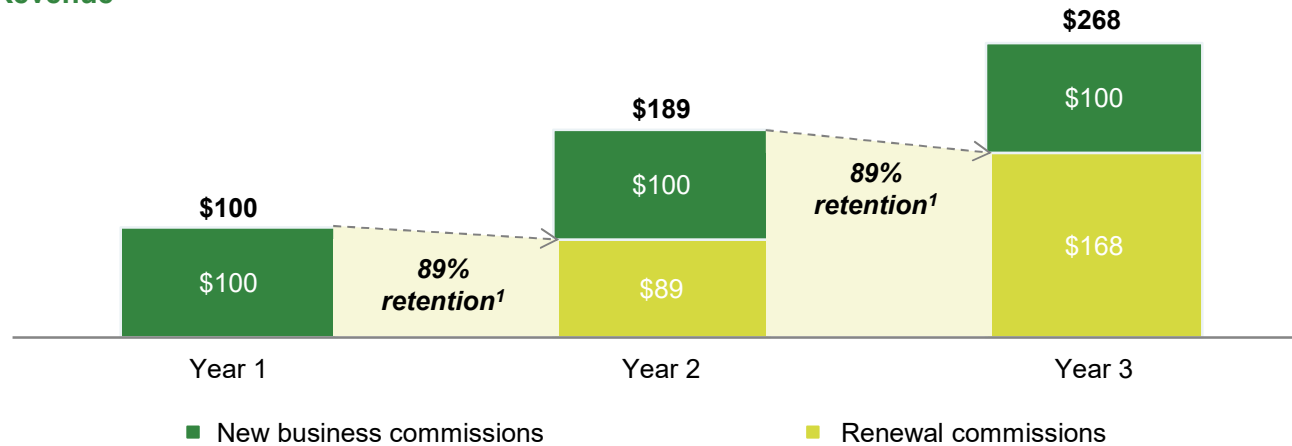 $268
$100
$189
$100
89%
retention1
$100
$168
89%
retention1
$100
$89
Year 1
Year 2
Year 3
New business commissions
Renewal commissions